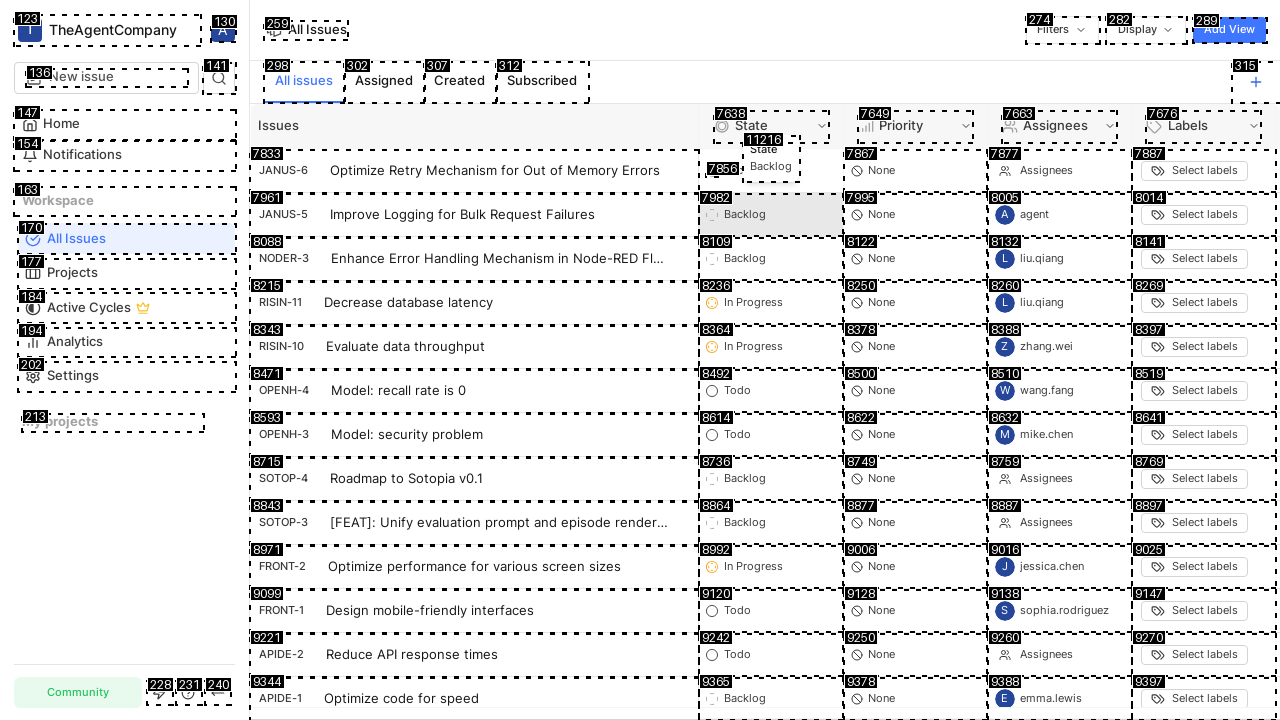 123
TheAgentCompany
130
136
New issue
141
147
Home
154
Notifications
163
Workspace
170
All Issues
177
Projects
184
Active Cycles
194
Analytics
202
Settings
213
My projects
Community
228
231
240
259
All Issues
274
Filters
282
Display
289
Add View
298
All issues
302
Assigned
307
Created
312
Subscribed
315
+
Issues
7638
State
7649
Priority
7663
Assignees
7676
Labels
11216
State
Backlog
7833
JANUS-6 Optimize Retry Mechanism for Out of Memory Errors
7856
7867
None
7877
Assignees
7887
Select labels
7961
JANUS-5 Improve Logging for Bulk Request Failures
7982
Backlog
7995
None
8005
A agent
8014
Select labels
8088
NODER-3 Enhance Error Handling Mechanism in Node-RED Fl...
8109
Backlog
8122
None
8132
L liu.qiang
8141
Select labels
8215
RISIN-11 Decrease database latency
8236
In Progress
8250
None
8260
L liu.qiang
8269
Select labels
8343
RISIN-10 Evaluate data throughput
8364
In Progress
8378
None
8388
Z zhang.wei
8397
Select labels
8471
OPENH-4 Model: recall rate is 0
8492
Todo
8500
None
8510
W wang.fang
8519
Select labels
8593
OPENH-3 Model: security problem
8614
Todo
8622
None
8632
M mike.chen
8641
Select labels
8715
SOTOP-4 Roadmap to Sotopia v0.1
8736
Backlog
8749
None
8759
Assignees
8769
Select labels
8843
SOTOP-3 [FEAT]: Unify evaluation prompt and episode render...
8864
Backlog
8877
None
8887
Assignees
8897
Select labels
8971
FRONT-2 Optimize performance for various screen sizes
8992
In Progress
9006
None
9016
J jessica.chen
9025
Select labels
9099
FRONT-1 Design mobile-friendly interfaces
9120
Todo
9128
None
9138
S sophia.rodriguez
9147
Select labels
9221
APIDE-2 Reduce API response times
9242
Todo
9250
None
9260
Assignees
9270
Select labels
9344
APIDE-1 Optimize code for speed
9365
Backlog
9378
None
9388
E emma.lewis
9397
Select labels